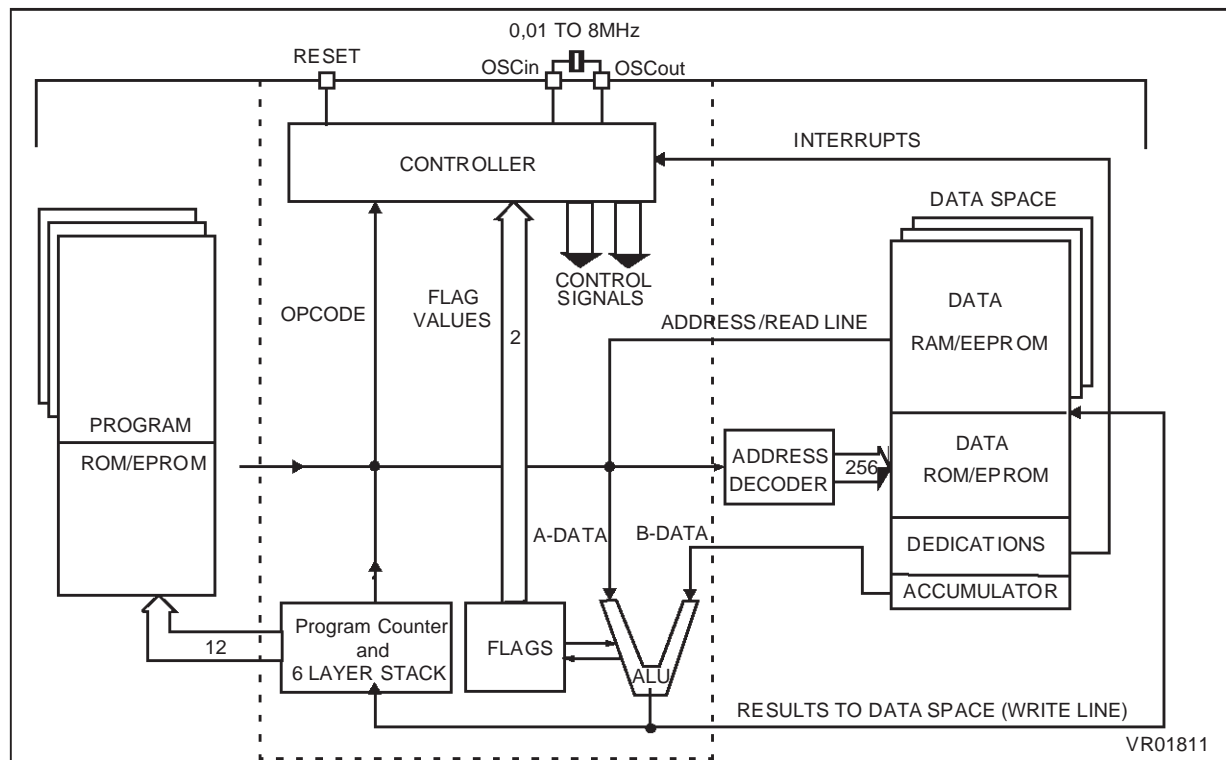 0,01 TO 8MHz
RESET
OSCin
OSCout
INTERRUPTS
CONTROLLER
DATA SPACE
CONTROL
SIGNALS
OPCODE
FLAG
VALUES
2
ADDRESS/READ LINE
DATA
RAM/EEPROM
PROGRAM
ROM/EPROM
ADDRESS
DECODER
256
DATA
ROM/EPROM
A-DATA
B-DATA
DEDICATIONS
ACCUMULATOR
12
Program Counter
and
6 LAYER STACK
FLAGS
ALU
RESULTS TO DATA SPACE (WRITE LINE)
VR01811